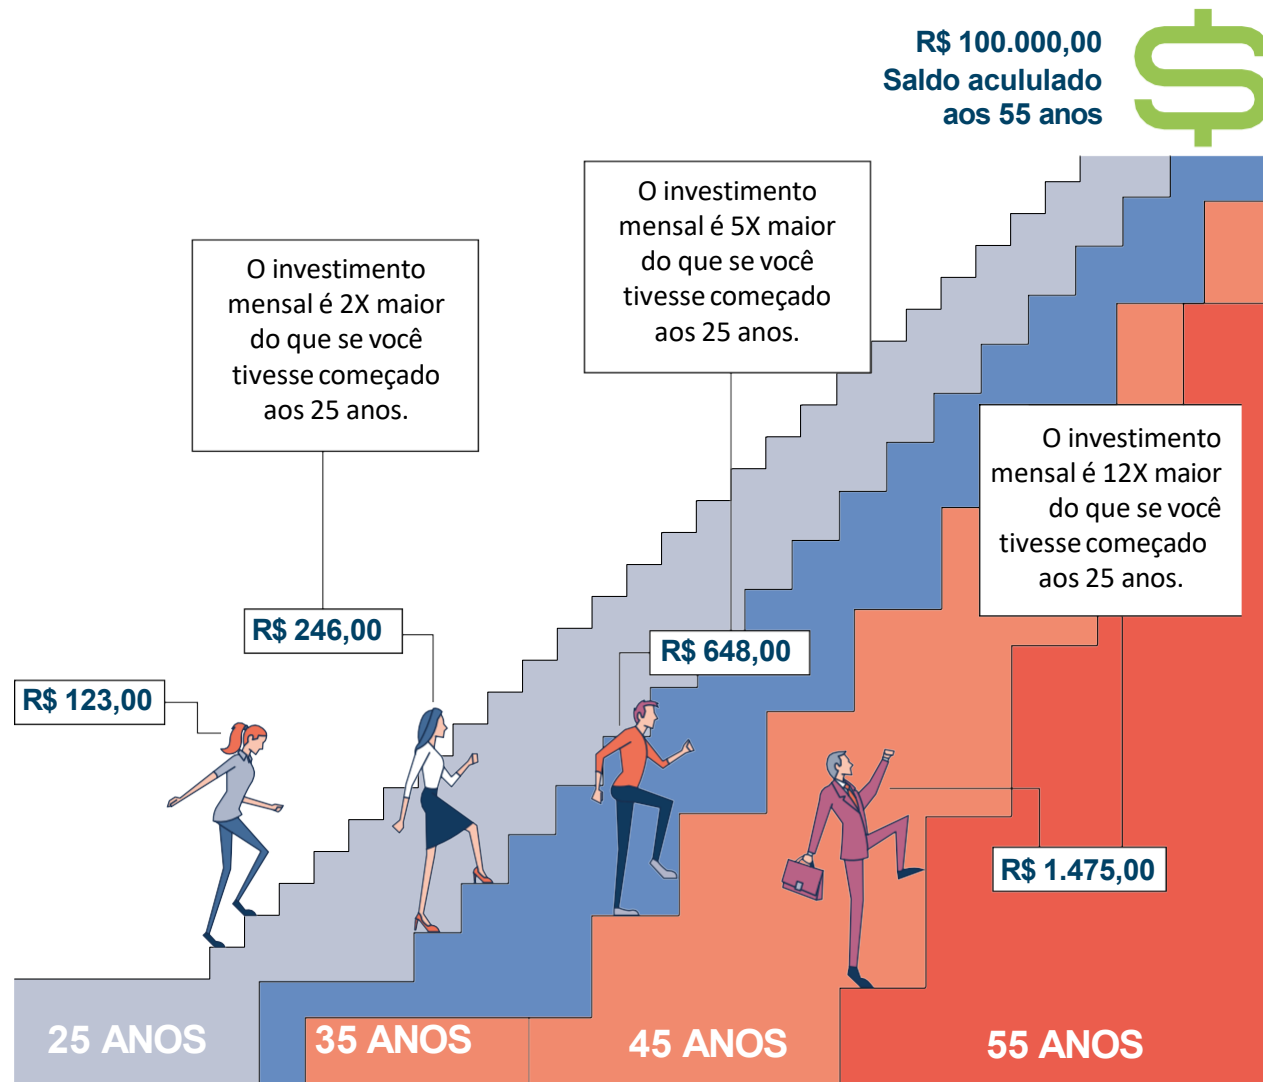 R$ 100.000,00
Saldo acululado
aos 55 anos
O investimento
mensal é 2X maior
do que se você
tivesse começado
aos 25 anos.
O investimento
mensal é 5X maior
do que se você
tivesse começado
aos 25 anos.
O investimento
mensal é 12X maior
do que se você
tivesse começado
aos 25 anos.
R$ 123,00
R$ 246,00
R$ 648,00
R$ 1.475,00
25 ANOS
35 ANOS
45 ANOS
55 ANOS